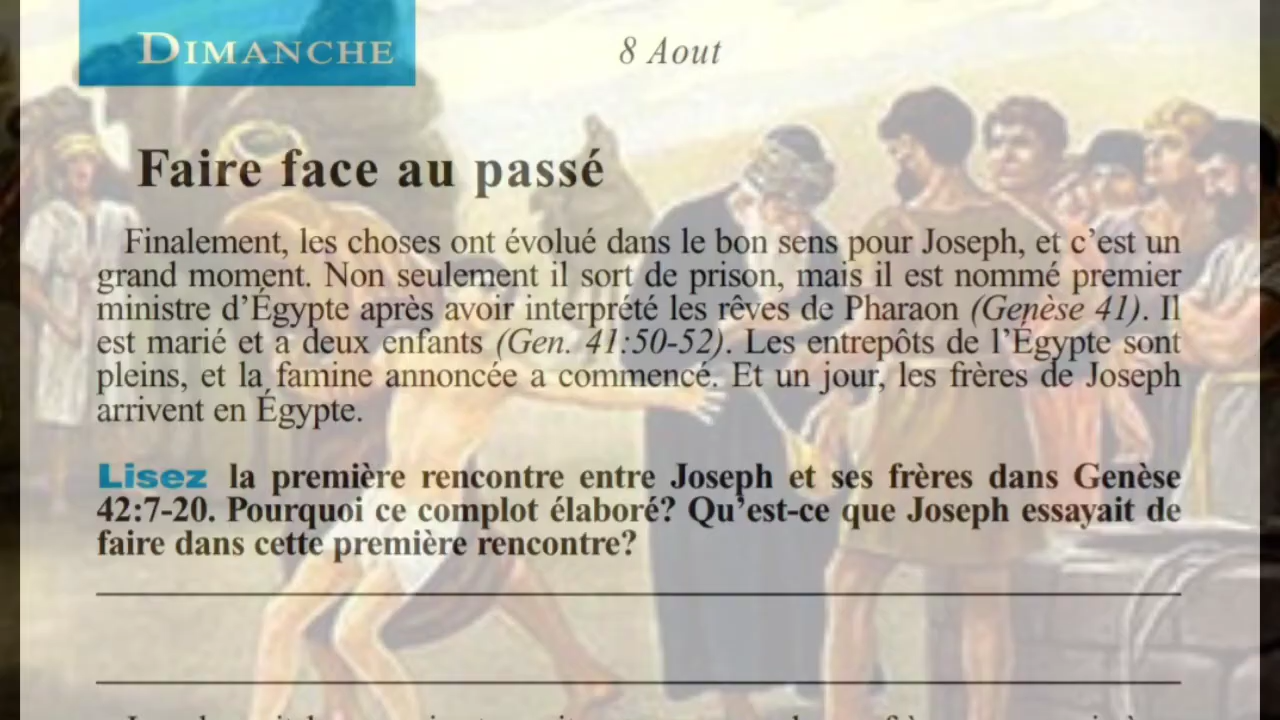 DIMANCHE
8 Aout
Faire face au passé
Finalement, les choses ont évolué dans le bon sens pour Joseph, et c’est un
grand moment. Non seulement il sort de prison, mais il est nommé premier
ministre d’Égypte après avoir interprété les rêves de Pharaon (Genèse 41). Il
est marié et a deux enfants (Gen. 41:50-52). Les entrepôts de l’Égypte sont
pleins, et la famine annoncée a commencé. Et un jour, les frères de Joseph
arrivent en Égypte.
Lisez la première rencontre entre Joseph et ses frères dans Genèse
42:7-20. Pourquoi ce complot élaboré? Qu’est-ce que Joseph essayait de
faire dans cette première rencontre?